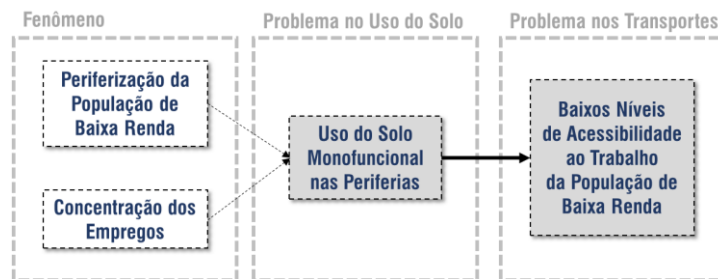 Fenômeno
Problema no Uso do Solo
Problema nos Transportes
Periferização da
População de
Baixa Renda
Concentração dos
Empregos
Uso do Solo
Monofuncional
nas Periferias
Baixos Níveis
de Acessibilidade
ao Trabalho
da População de
Baixa Renda